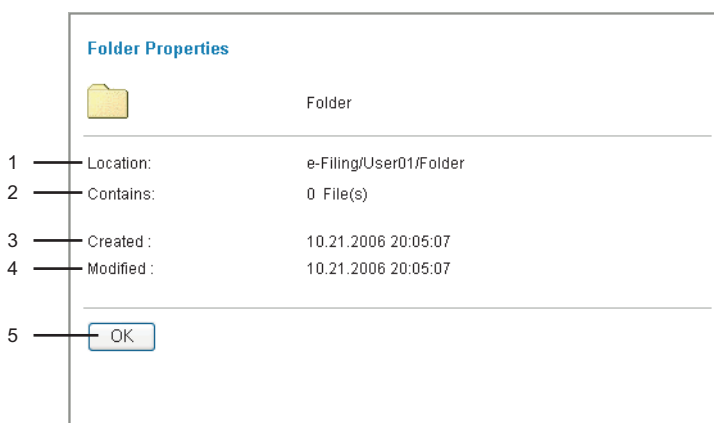 Folder Properties
Folder
1 Location: e-Filing/User01/Folder
2 Contains: 0 File(s)
3 Created : 10.21.2006 20:05:07
4 Modified : 10.21.2006 20:05:07
5 OK